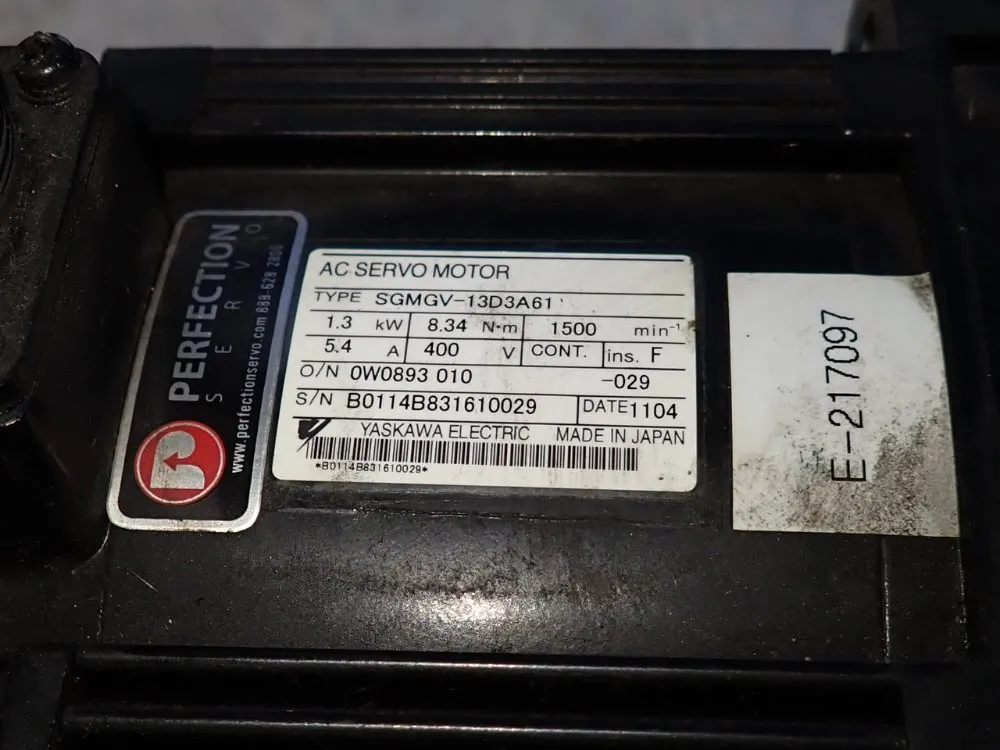 PERFECTION
SERVO
www.perfectionservo.com 888-628-2800
AC SERVO MOTOR
TYPE SGMGV-13D3A61
1.3 kW 8.34 N·m 1500 min⁻¹
5.4 A 400 V CONT. ins. F
O/N 0W0893 010 -029
S/N B0114B831610029 DATE 1104
YASKAWA ELECTRIC MADE IN JAPAN
*B0114B831610029*
E-217097